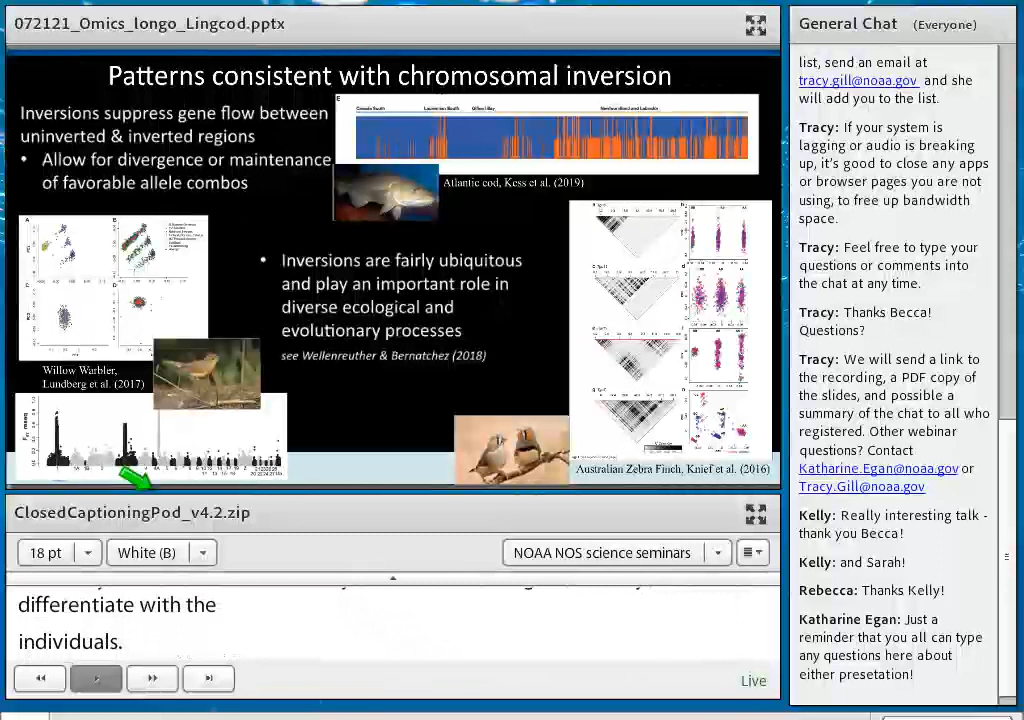 072121_Omics_longo_Lingcod.pptx
Patterns consistent with chromosomal inversion
Inversions suppress gene flow between
uninverted & inverted regions
• Allow for divergence or maintenance
of favorable allele combos
Atlantic cod, Kess et al. (2019)
• Inversions are fairly ubiquitous
and play an important role in
diverse ecological and
evolutionary processes
see Wellenreuther & Bernatchez (2018)
Willow Warbler,
Lundberg et al. (2017)
Australian Zebra Finch, Knief et al. (2016)
ClosedCaptioningPod_v4.2.zip
18 pt
White (B)
NOAA NOS science seminars
differentiate with the
individuals.
Live
General Chat (Everyone)
list, send an email at
tracy.gill@noaa.gov and she
will add you to the list.
Tracy: If your system is
lagging or audio is breaking
up, it's good to close any apps
or browser pages you are not
using, to free up bandwidth
space.
Tracy: Feel free to type your
questions or comments into
the chat at any time.
Tracy: Thanks Becca!
Questions?
Tracy: We will send a link to
the recording, a PDF copy of
the slides, and possible a
summary of the chat to all who
registered. Other webinar
questions? Contact
Katharine.Egan@noaa.gov or
Tracy.Gill@noaa.gov
Kelly: Really interesting talk -
thank you Becca!
Kelly: and Sarah!
Rebecca: Thanks Kelly!
Katharine Egan: Just a
reminder that you all can type
any questions here about
either presetation!